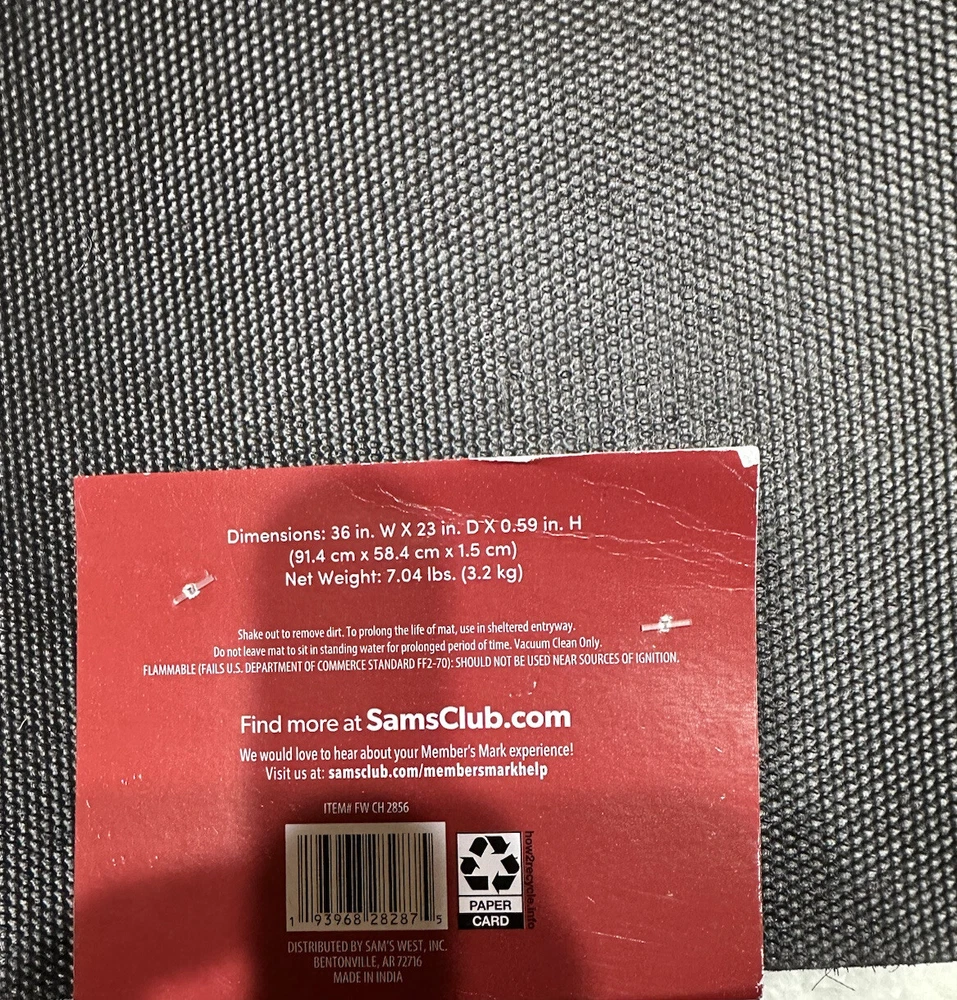 Dimensions: 36 in. W X 23 in. D X 0.59 in. H
(91.4 cm x 58.4 cm x 1.5 cm)
Net Weight: 7.04 lbs. (3.2 kg)
Shake out to remove dirt. To prolong the life of mat, use in sheltered entryway.
Do not leave mat to sit in standing water for prolonged period of time. Vacuum Clean Only.
FLAMMABLE (FAILS U.S. DEPARTMENT OF COMMERCE STANDARD FF2-70): SHOULD NOT BE USED NEAR SOURCES OF IGNITION.
Find more at SamsClub.com
We would love to hear about your Member's Mark experience!
Visit us at: samsclub.com/membersmarkhelp
ITEM# FW CH 2856
1 93968 28287 5
how2recycle.info
PAPER
CARD
DISTRIBUTED BY SAM'S WEST, INC.
BENTONVILLE, AR 72716
MADE IN INDIA